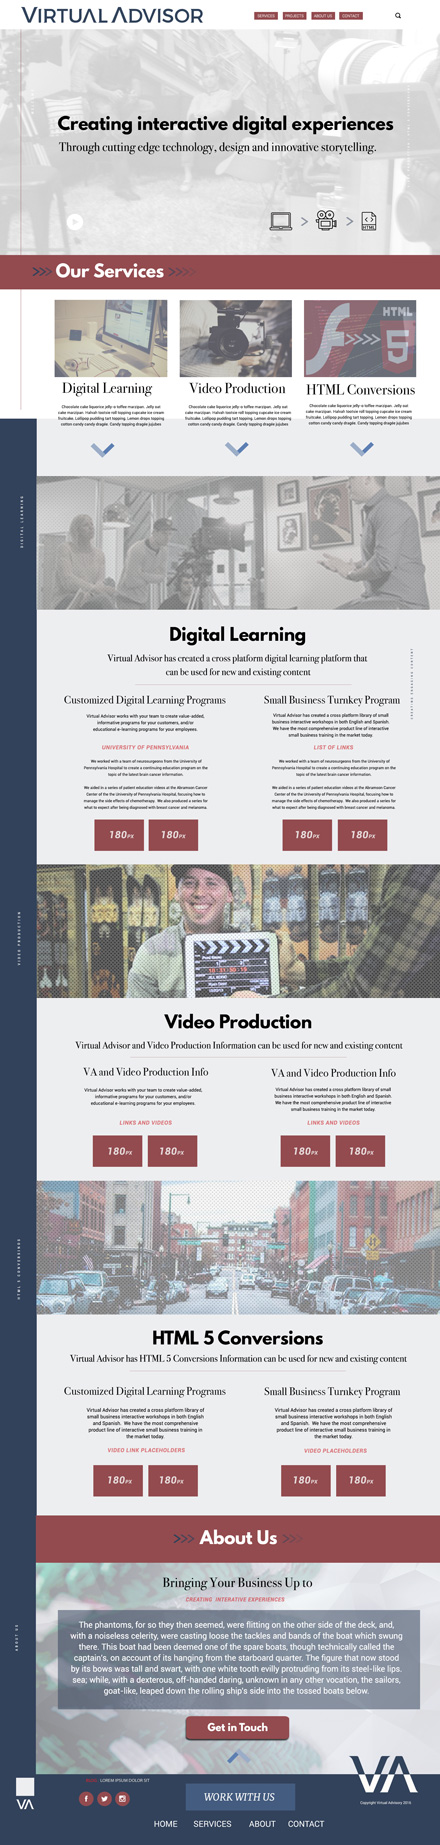 VIRTUAL ADVISOR
SERVICES PROJECTS ABOUT US CONTACT
Creating interactive digital experiences
Through cutting edge technology, design and innovative storytelling.
HTML
Our Services
HTML
5
Digital Learning
Chocolate cake liquorice jelly-o toffee marzipan. Jelly oat
cake marzipan. Halvah tootsie roll topping cupcake ice cream
fruitcake. Lollipop pudding tart topping. Lemon drops topping
cotton candy candy dragée. Candy topping dragée jujubes
Video Production
Chocolate cake liquorice jelly-o toffee marzipan. Jelly oat
cake marzipan. Halvah tootsie roll topping cupcake ice cream
fruitcake. Lollipop pudding tart topping. Lemon drops topping
cotton candy candy dragée. Candy topping dragée jujubes
HTML Conversions
Chocolate cake liquorice jelly-o toffee marzipan. Jelly oat
cake marzipan. Halvah tootsie roll topping cupcake ice cream
fruitcake. Lollipop pudding tart topping. Lemon drops topping
cotton candy candy dragée. Candy topping dragée jujubes
DIGITAL LEARNING
Digital Learning
Virtual Advisor has created a cross platform digital learning platform that
can be used for new and existing content
Customized Digital Learning Programs
Virtual Advisor works with your team to create value-added,
informative programs for your customers, and/or
educational e-learning programs for your employees.
UNIVERSITY OF PENNSYLVANIA
We worked with a team of neurosurgeons from the University of
Pennsylvania Hospital to create a continuing education program on the
topic of the latest brain cancer information.
We aided in a series of patient education videos at the Abramson Cancer
Center of the the University of Pennsylvania Hospital, focusing how to
manage the side effects of chemotherapy. We also produced a series for
what to expect after being diagnosed with breast cancer and melanoma.
180PX 180PX
Small Business Turnkey Program
Virtual Advisor has created a cross platform library of small
business interactive workshops in both English and Spanish.
We have the most comprehensive product line of interactive
small business training in the market today.
LIST OF LINKS
We worked with a team of neurosurgeons from the University of
Pennsylvania Hospital to create a continuing education program on the
topic of the latest brain cancer information.
We aided in a series of patient education videos at the Abramson Cancer
Center of the the University of Pennsylvania Hospital, focusing how to
manage the side effects of chemotherapy. We also produced a series for
what to expect after being diagnosed with breast cancer and melanoma.
180PX 180PX
VIDEO PRODUCTION
Video Production
Virtual Advisor and Video Production Information can be used for new and existing content
VA and Video Production Info
Virtual Advisor works with your team to create value-added,
informative programs for your customers, and/or
educational e-learning programs for your employees.
LINKS AND VIDEOS
180PX 180PX
VA and Video Production Info
Virtual Advisor has created a cross platform library of small
business interactive workshops in both English and Spanish.
We have the most comprehensive product line of interactive
small business training in the market today.
LINKS AND VIDEOS
180PX 180PX
HTML 5 CONVERSIONS
HTML 5 Conversions
Virtual Advisor has HTML 5 Conversions Information can be used for new and existing content
Customized Digital Learning Programs
Virtual Advisor has created a cross platform library of
small business interactive workshops in both English
and Spanish. We have the most comprehensive
product line of interactive small business training in
the market today.
VIDEO LINK PLACEHOLDERS
180PX 180PX
Small Business Turnkey Program
Virtual Advisor has created a cross platform library of
small business interactive workshops in both English
and Spanish. We have the most comprehensive
product line of interactive small business training in
the market today.
VIDEO PLACEHOLDERS
180PX 180PX
About Us
ABOUT US
Bringing Your Business Up to
CREATING INTERATIVE EXPERIENCES
The phantoms, for so they then seemed, were flitting on the other side of the deck, and,
with a noiseless celerity, were casting loose the tackles and bands of the boat which swung
there. This boat had been deemed one of the spare boats, though technically called the
captain's, on account of its hanging from the starboard quarter. The figure that now stood
by its bows was tall and swart, with one white tooth evilly protruding from its steel-like lips.
sea; while, with a dexterous, off-handed daring, unknown in any other vocation, the sailors,
goat-like, leaped down the rolling ship's side into the tossed boats below.
Get in Touch
VA
LOREM IPSUM DOLOR SIT
WORK WITH US
VA
Copyright Virtual Advisory 2016
HOME SERVICES ABOUT CONTACT